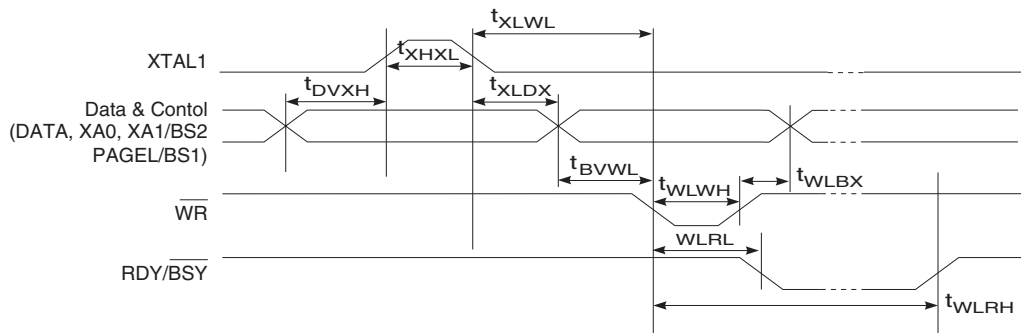 tXLWL
XTAL1
tXHXL
tDVXH
tXLDX
Data & Contol
(DATA, XA0, XA1/BS2
PAGEL/BS1)
tBVWL
tWLWH
tWLBX
WR
WLRL
RDY/BSY
tWLRH